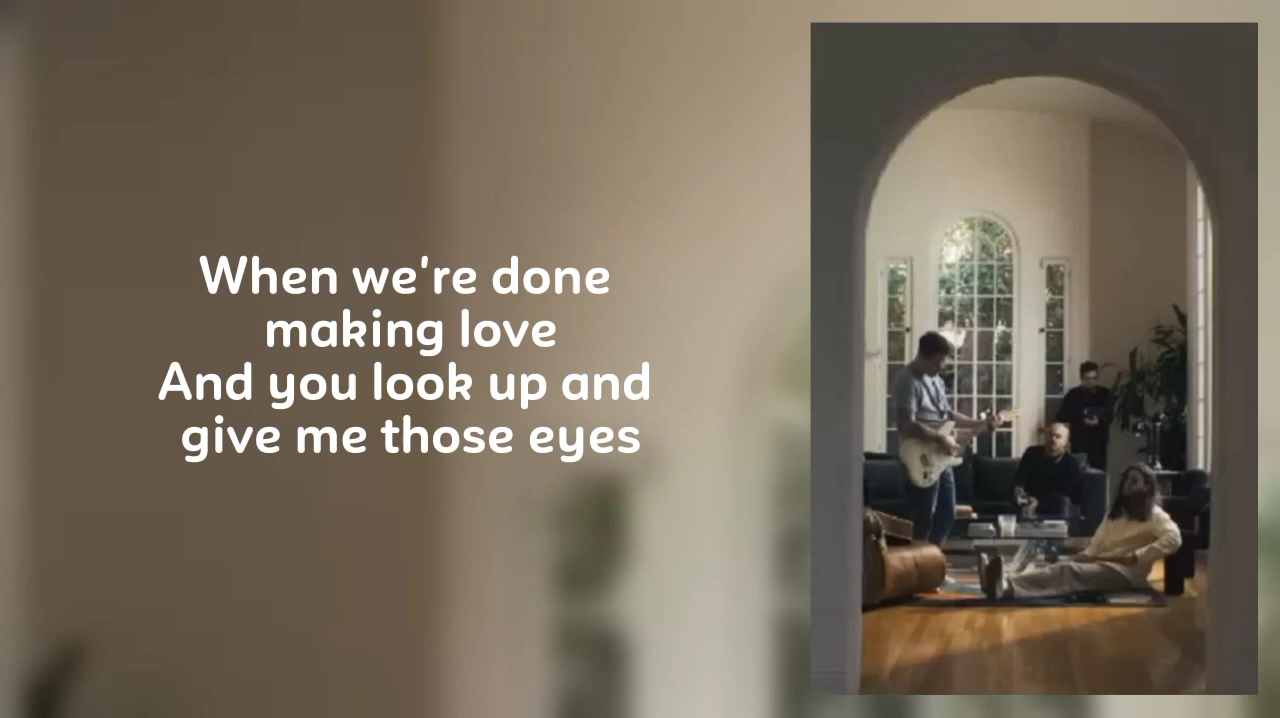 When we're done
making love
And you look up and
give me those eyes